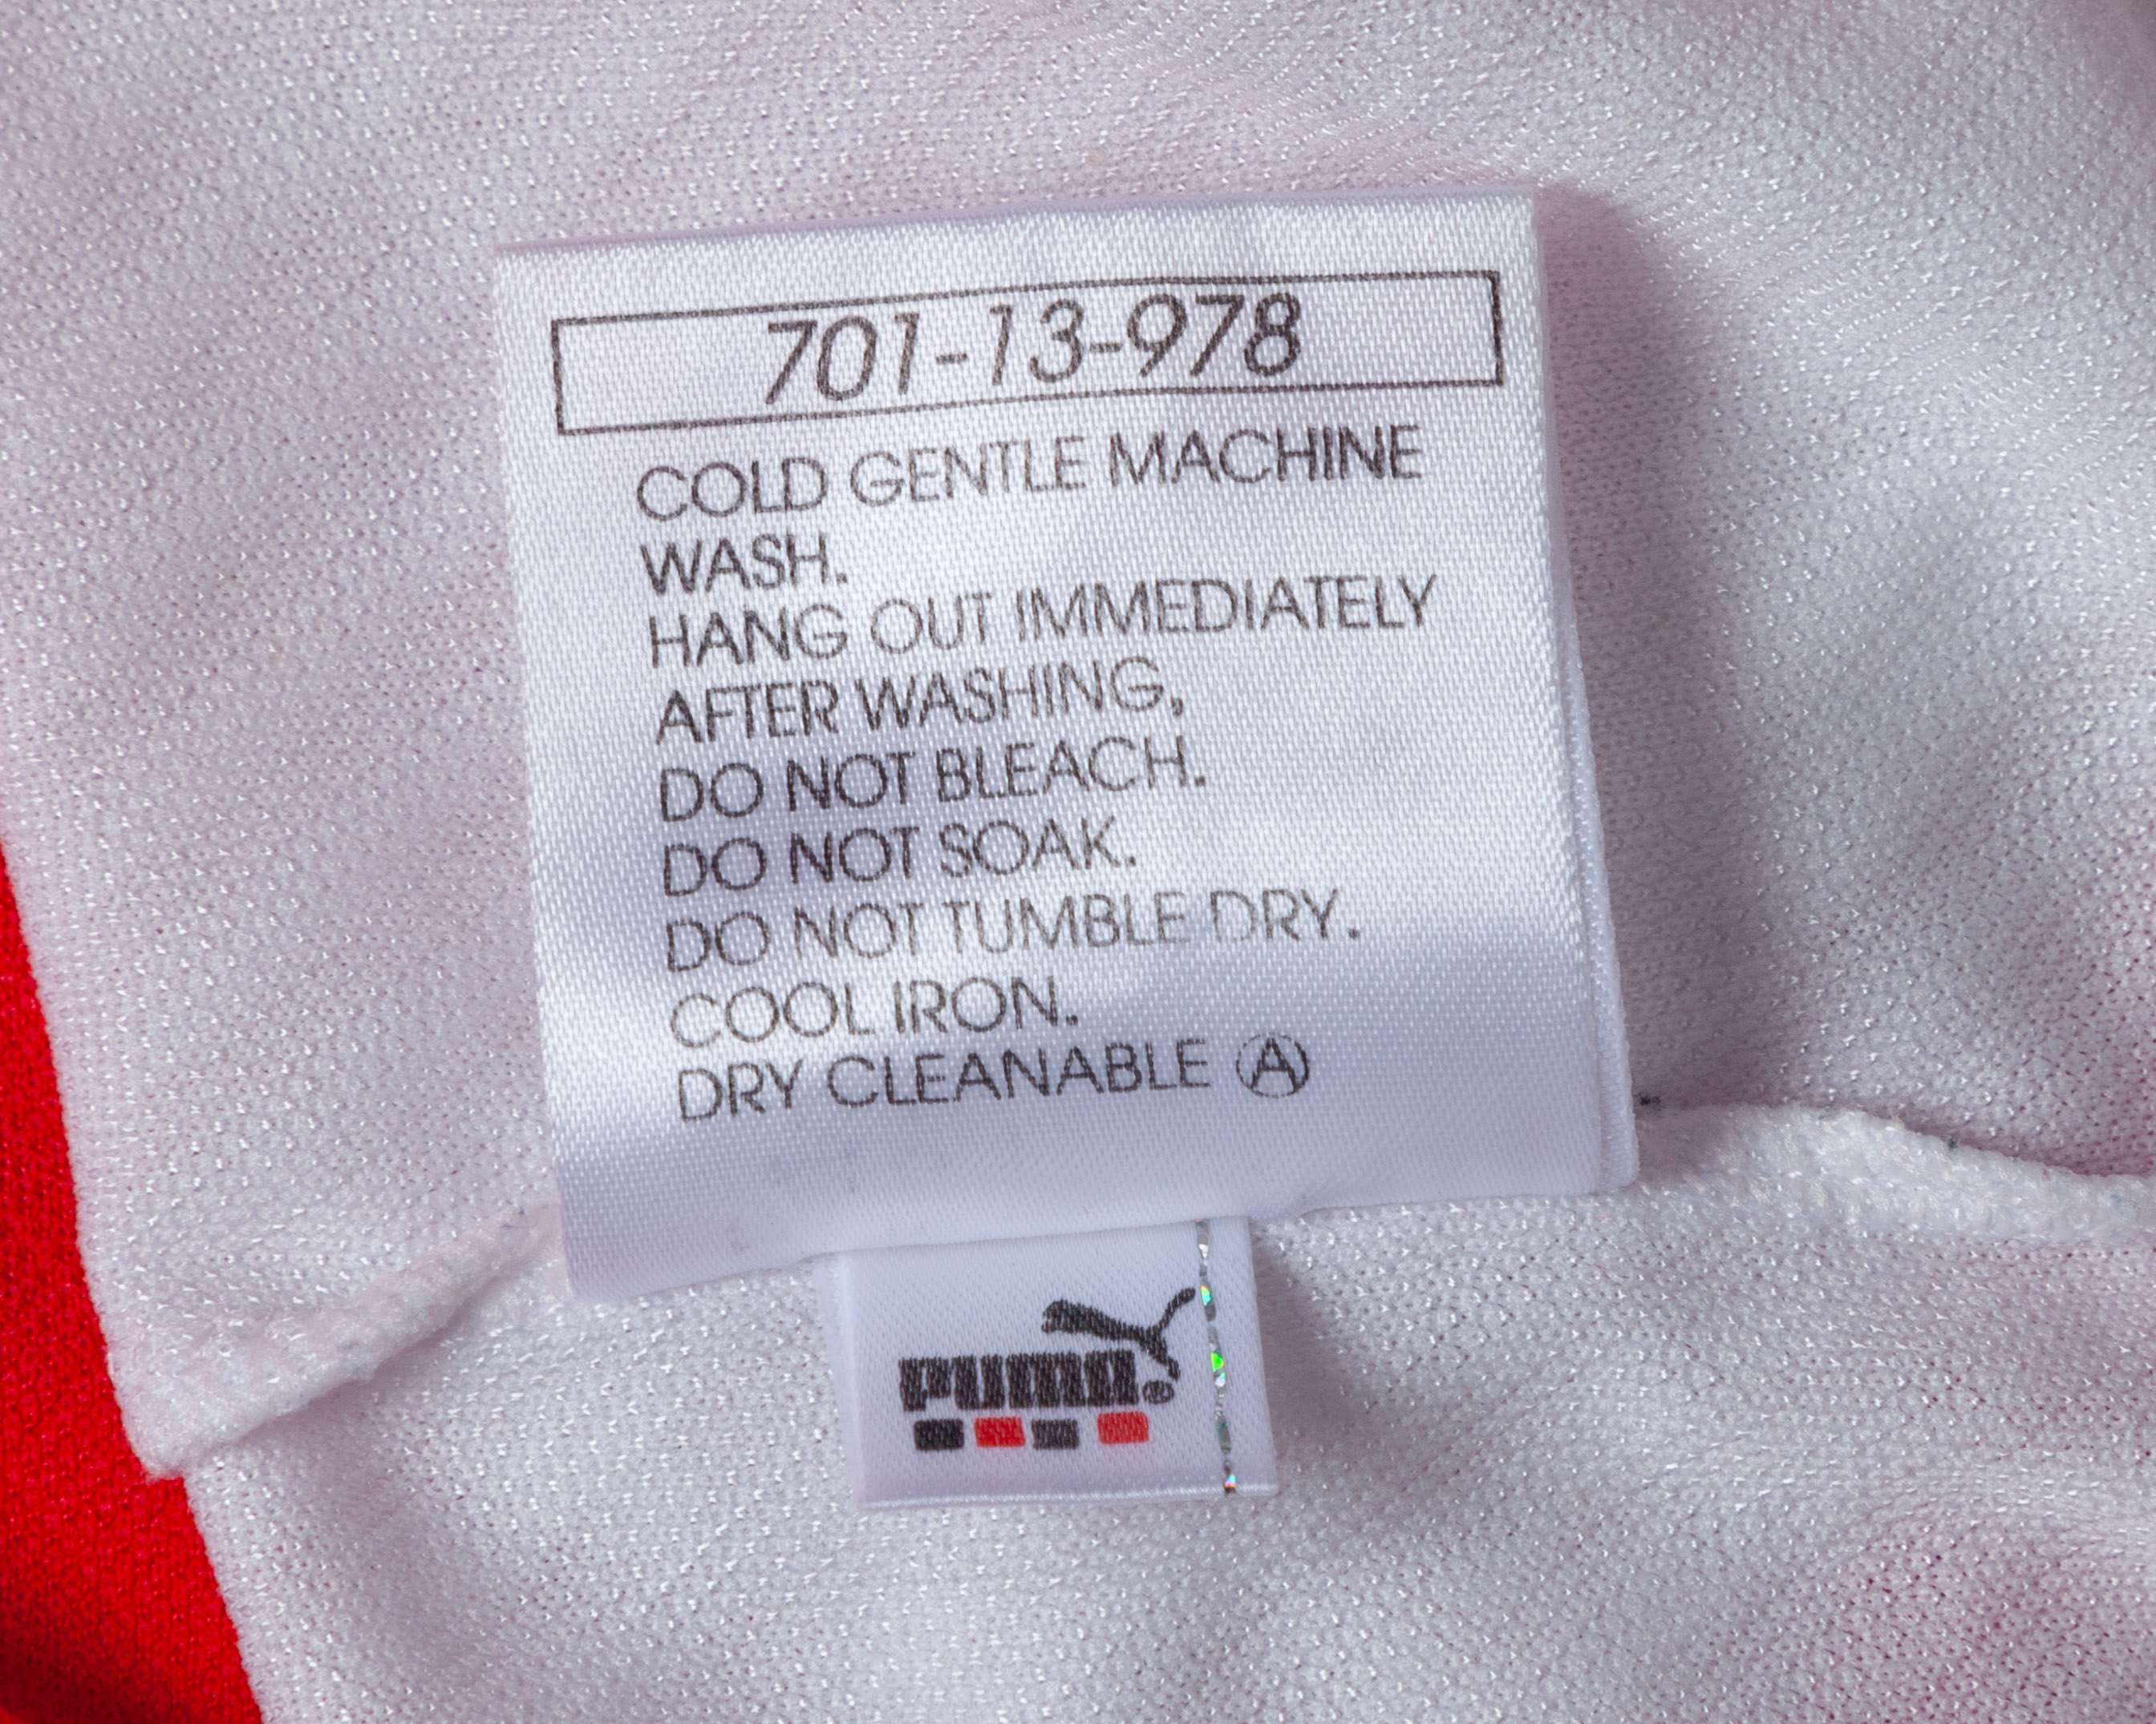 701-13-978
COLD GENTLE MACHINE
WASH.
HANG OUT IMMEDIATELY
AFTER WASHING,
DO NOT BLEACH.
DO NOT SOAK.
DO NOT TUMBLE DRY.
COOL IRON.
DRY CLEANABLE Ⓐ
PUMA®